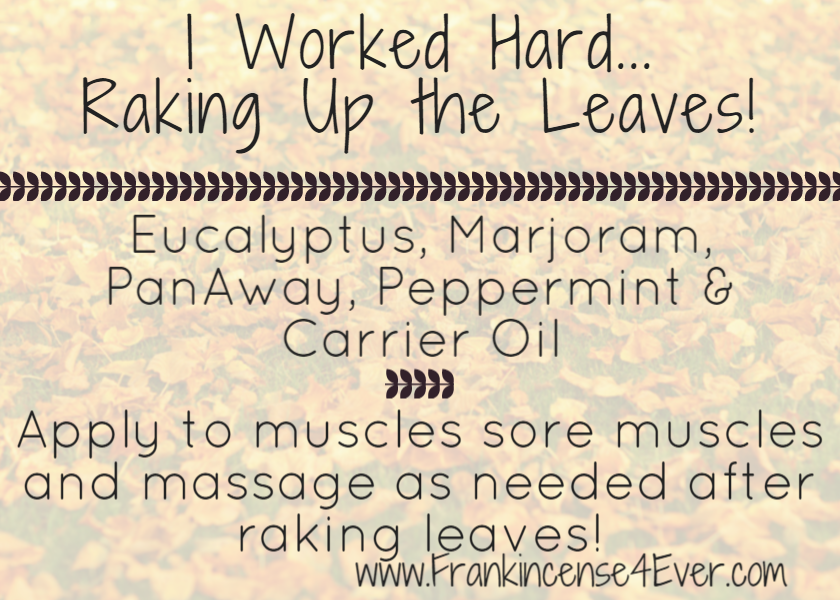 I Worked Hard...
Raking Up the Leaves!
Eucalyptus, Marjoram,
PanAway, Peppermint &
Carrier Oil
Apply to muscles sore muscles
and massage as needed after
raking leaves!
www.Frankincense4Ever.com